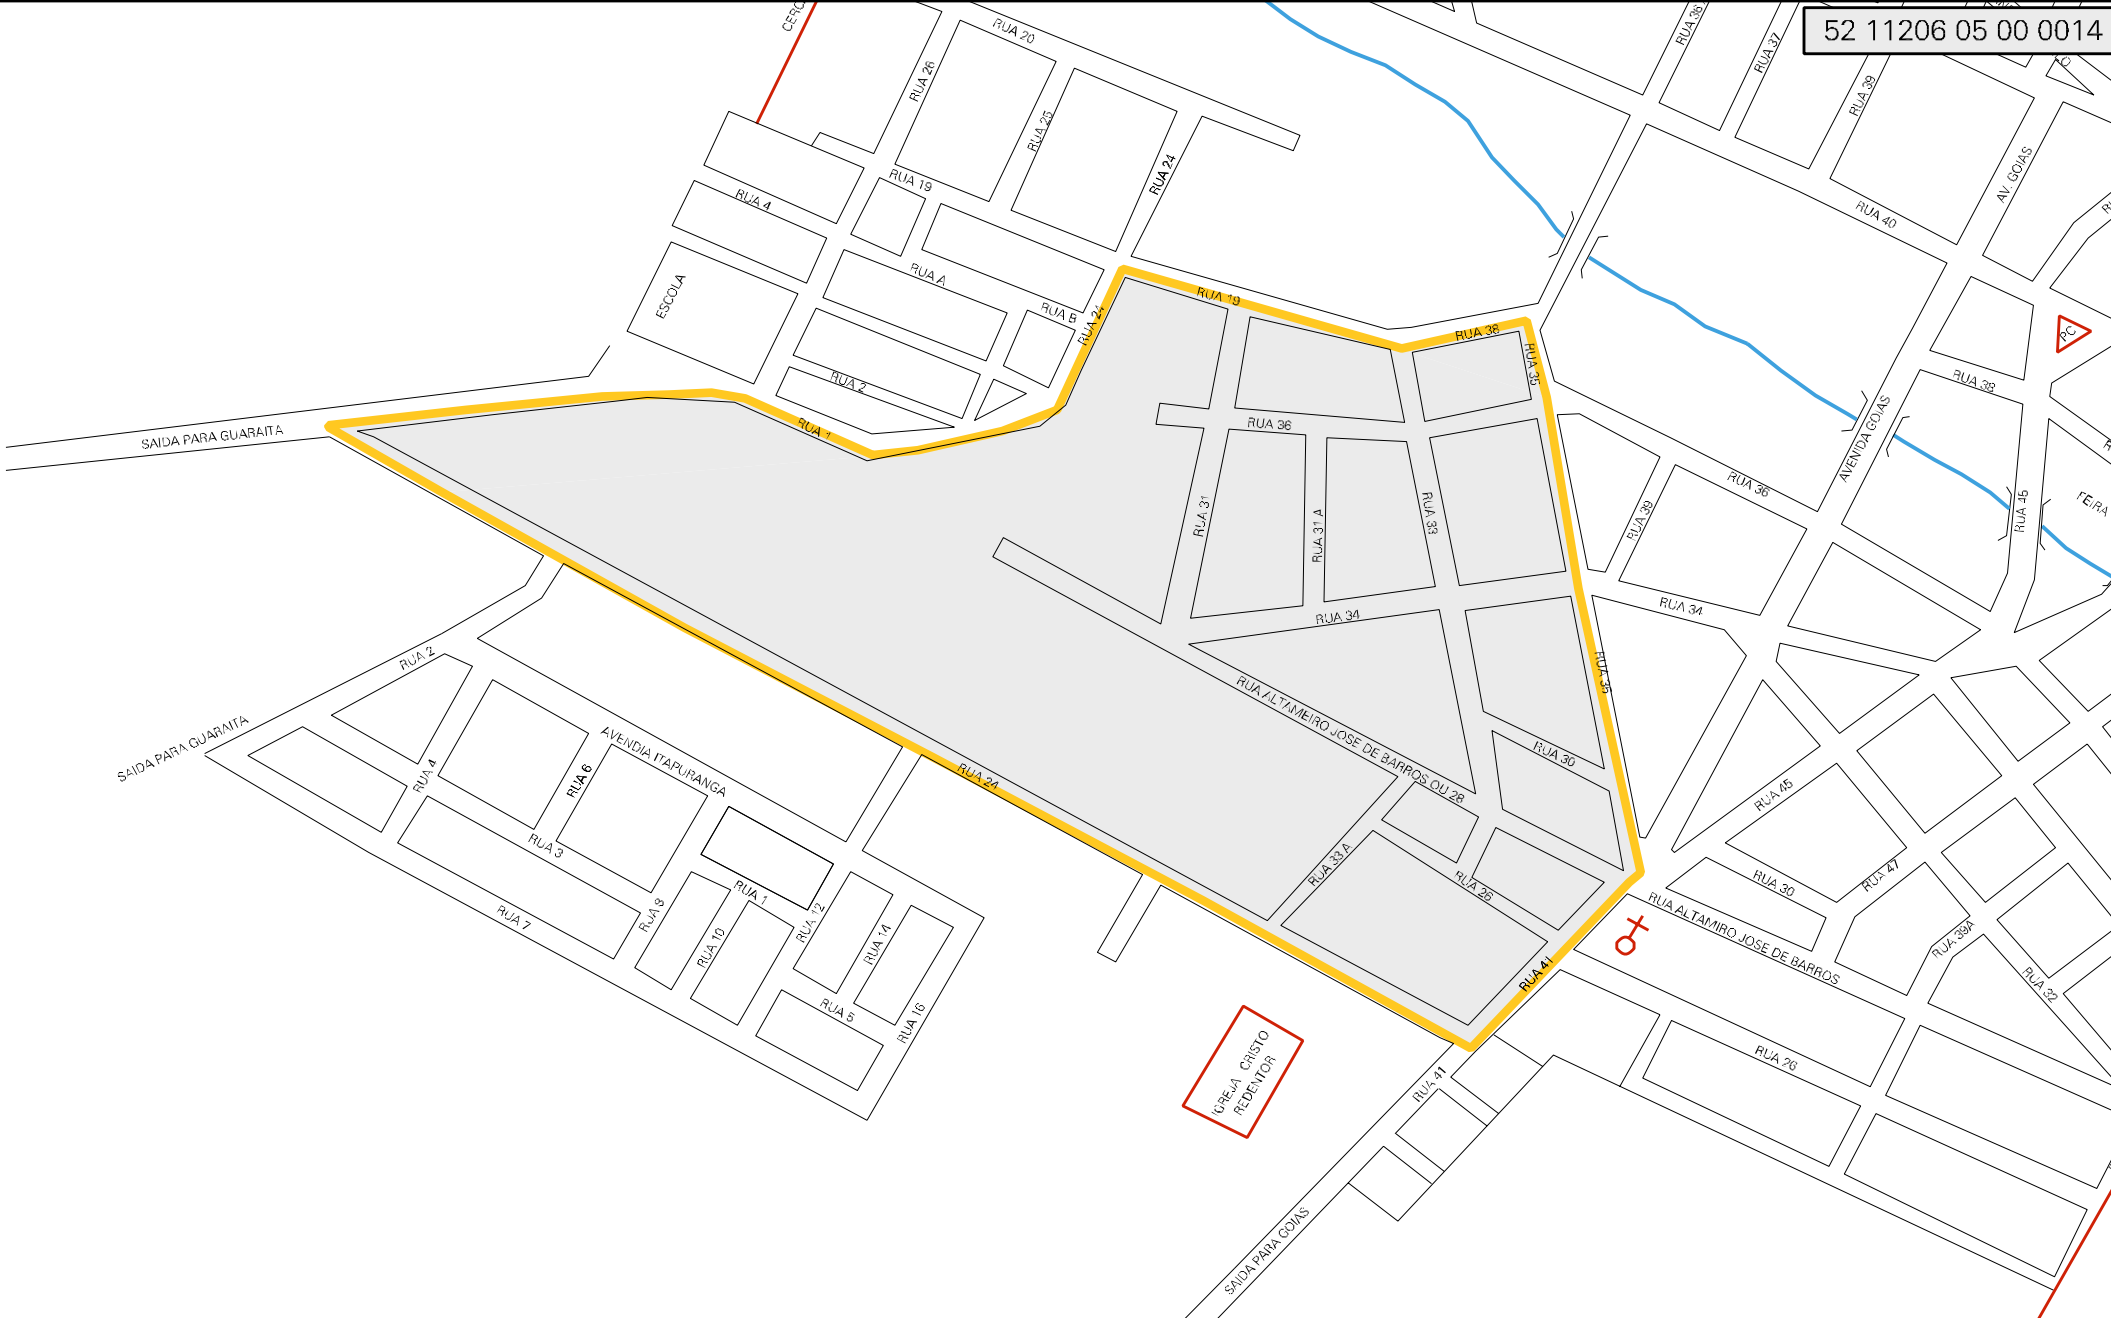 52 11206 05 00 0014
RUA 20
RUA 36
RUA 37
RUA 26
RUA 39
RUA 25
AV. GOIAS
RUA 24
RUA 19
RUA 4
RUA 40
RUA A
ESCOLA
RUA B
RUA 24
RUA 19
RUA 38
RUA 35
PC
RUA 38
RUA 2
RUA 1
SAIDA PARA GUARAITA
RUA 36
AVENIDA GOIAS
RUA 36
RUA 31
RUA 31 A
RUA 33
RUA 39
RUA 45
FEIRA
RUA 34
RUA 34
RUA 2
RUA 35
RUA ALTAMEIRO JOSE DE BARROS OU 28
SAIDA PARA GUARAITA
AVENDIA ITAPURANGA
RUA 30
RUA 4
RUA 6
RUA 24
RUA 45
RUA 3
RUA 33 A
RUA 26
RUA 30
RUA 47
RUA 1
RUA 8
RUA 7
RUA 10
RUA 12
RUA 14
RUA ALTAMIRO JOSE DE BARROS
RUA 39A
RUA 41
RUA 32
RUA 5
RUA 16
RUA 26
IGREJA CRISTO
REDENTOR
RUA 41
SAIDA PARA GOIAS